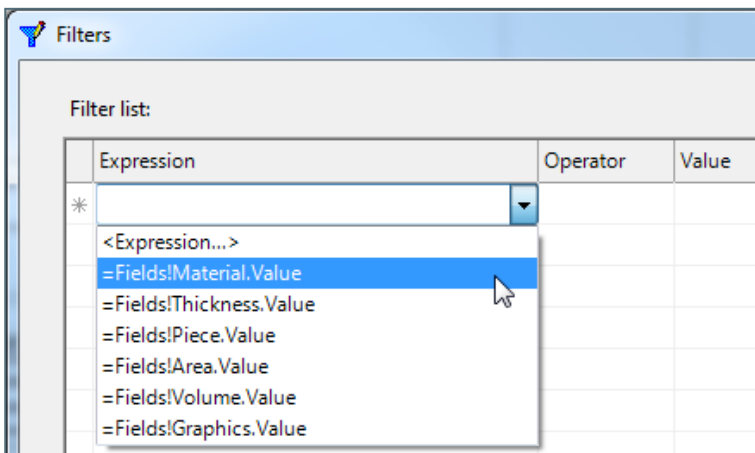 Filters
Filter list:
Expression Operator Value
<Expression...>
=Fields!Material.Value
=Fields!Thickness.Value
=Fields!Piece.Value
=Fields!Area.Value
=Fields!Volume.Value
=Fields!Graphics.Value